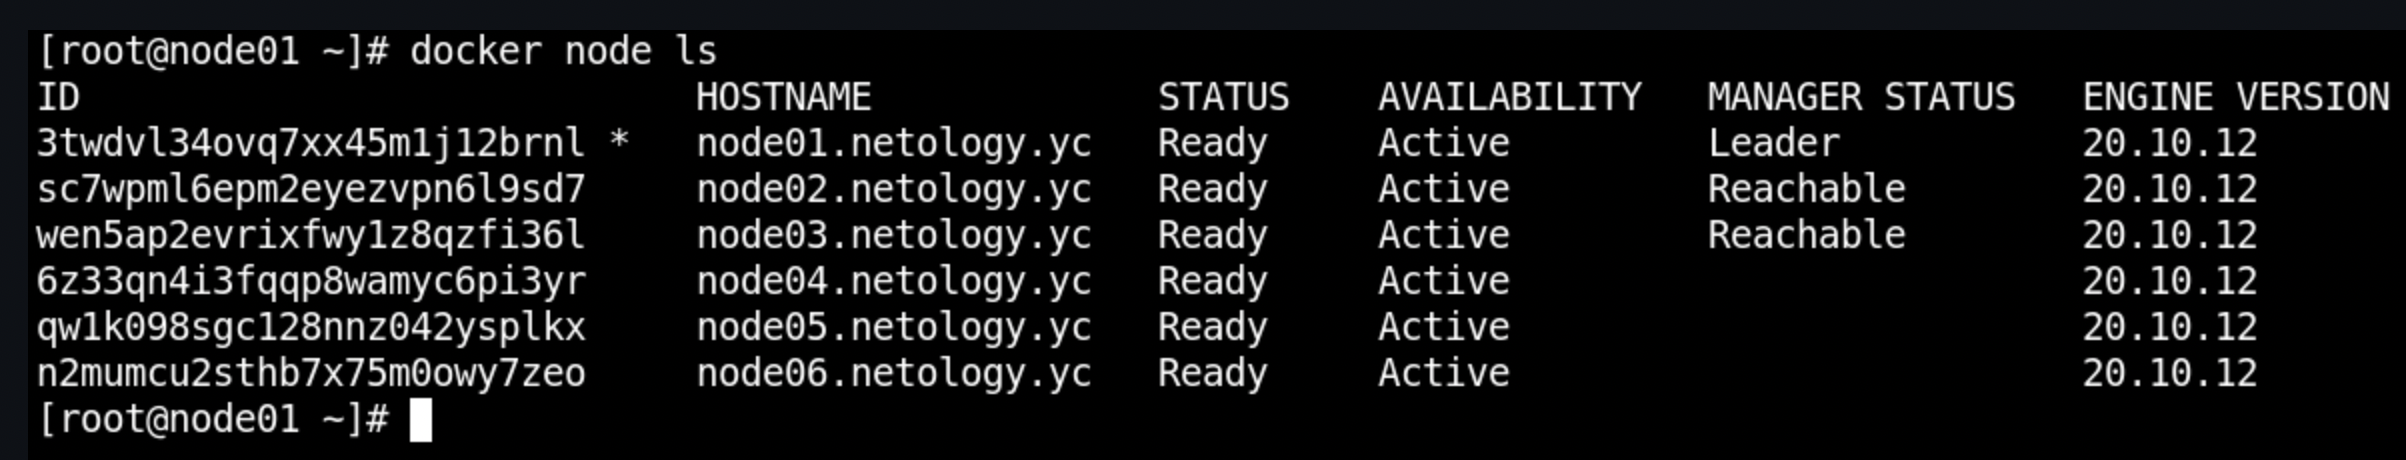 [root@node01 ~]# docker node ls
ID                            HOSTNAME             STATUS    AVAILABILITY   MANAGER STATUS   ENGINE VERSION
3twdvl34ovq7xx45m1j12brnl *   node01.netology.yc   Ready     Active         Leader           20.10.12
sc7wpml6epm2eyezvpn6l9sd7     node02.netology.yc   Ready     Active         Reachable        20.10.12
wen5ap2evrixfwy1z8qzfi36l     node03.netology.yc   Ready     Active         Reachable        20.10.12
6z33qn4i3fqqp8wamyc6pi3yr     node04.netology.yc   Ready     Active                          20.10.12
qw1k098sgc128nnz042ysplkx     node05.netology.yc   Ready     Active                          20.10.12
n2mumcu2sthb7x75m0owy7zeo     node06.netology.yc   Ready     Active                          20.10.12
[root@node01 ~]#